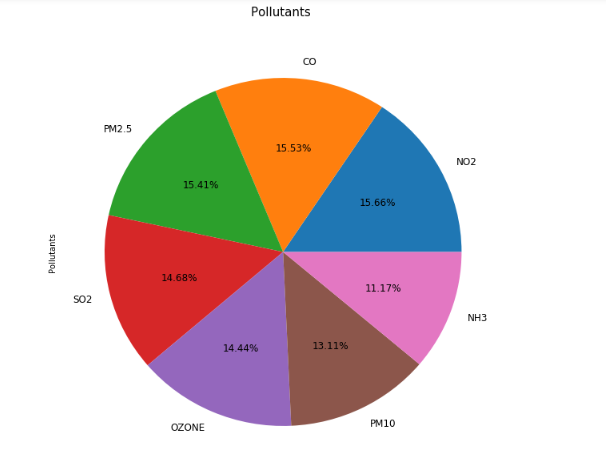 Pollutants
CO
PM2.5
NO2
15.53%
15.41%
15.66%
Pollutants
14.68%
11.17%
SO2
NH3
14.44%
13.11%
OZONE
PM10